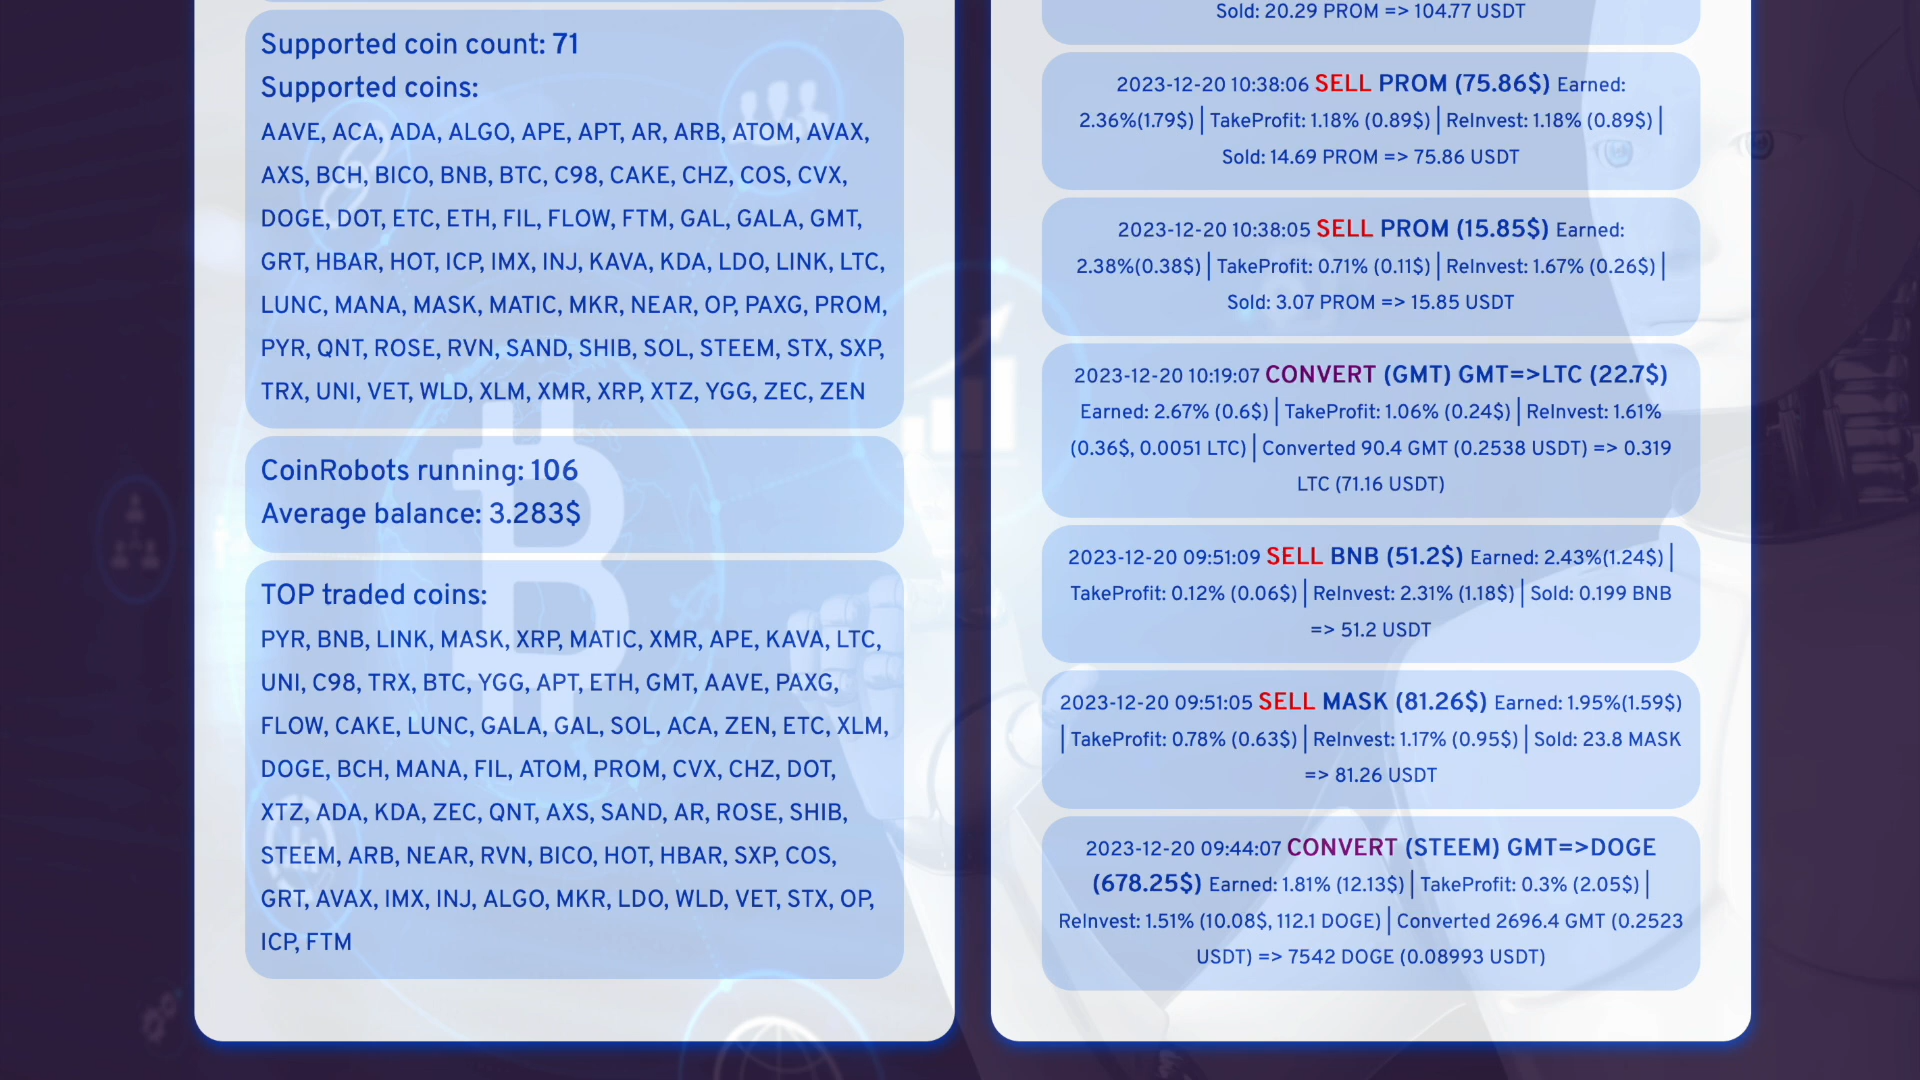 Supported coin count: 71
Supported coins:
AAVE, ACA, ADA, ALGO, APE, APT, AR, ARB, ATOM, AVAX,
AXS, BCH, BICO, BNB, BTC, C98, CAKE, CHZ, COS, CVX,
DOGE, DOT, ETC, ETH, FIL, FLOW, FTM, GAL, GALA, GMT,
GRT, HBAR, HOT, ICP, IMX, INJ, KAVA, KDA, LDO, LINK, LTC,
LUNC, MANA, MASK, MATIC, MKR, NEAR, OP, PAXG, PROM,
PYR, QNT, ROSE, RVN, SAND, SHIB, SOL, STEEM, STX, SXP,
TRX, UNI, VET, WLD, XLM, XMR, XRP, XTZ, YGG, ZEC, ZEN
CoinRobots running: 106
Average balance: 3.283$
TOP traded coins:
PYR, BNB, LINK, MASK, XRP, MATIC, XMR, APE, KAVA, LTC,
UNI, C98, TRX, BTC, YGG, APT, ETH, GMT, AAVE, PAXG,
FLOW, CAKE, LUNC, GALA, GAL, SOL, ACA, ZEN, ETC, XLM,
DOGE, BCH, MANA, FIL, ATOM, PROM, CVX, CHZ, DOT,
XTZ, ADA, KDA, ZEC, QNT, AXS, SAND, AR, ROSE, SHIB,
STEEM, ARB, NEAR, RVN, BICO, HOT, HBAR, SXP, COS,
GRT, AVAX, IMX, INJ, ALGO, MKR, LDO, WLD, VET, STX, OP,
ICP, FTM
Sold: 20.29 PROM => 104.77 USDT
2023-12-20 10:38:06 SELL PROM (75.86$) Earned:
2.36%(1.79$) | TakeProfit: 1.18% (0.89$) | ReInvest: 1.18% (0.89$) |
Sold: 14.69 PROM => 75.86 USDT
2023-12-20 10:38:05 SELL PROM (15.85$) Earned:
2.38%(0.38$) | TakeProfit: 0.71% (0.11$) | ReInvest: 1.67% (0.26$) |
Sold: 3.07 PROM => 15.85 USDT
2023-12-20 10:19:07 CONVERT (GMT) GMT=>LTC (22.7$)
Earned: 2.67% (0.6$) | TakeProfit: 1.06% (0.24$) | ReInvest: 1.61%
(0.36$, 0.0051 LTC) | Converted 90.4 GMT (0.2538 USDT) => 0.319
LTC (71.16 USDT)
2023-12-20 09:51:09 SELL BNB (51.2$) Earned: 2.43%(1.24$) |
TakeProfit: 0.12% (0.06$) | ReInvest: 2.31% (1.18$) | Sold: 0.199 BNB
=> 51.2 USDT
2023-12-20 09:51:05 SELL MASK (81.26$) Earned: 1.95%(1.59$)
| TakeProfit: 0.78% (0.63$) | ReInvest: 1.17% (0.95$) | Sold: 23.8 MASK
=> 81.26 USDT
2023-12-20 09:44:07 CONVERT (STEEM) GMT=>DOGE
(678.25$) Earned: 1.81% (12.13$) | TakeProfit: 0.3% (2.05$) |
ReInvest: 1.51% (10.08$, 112.1 DOGE) | Converted 2696.4 GMT (0.2523
USDT) => 7542 DOGE (0.08993 USDT)